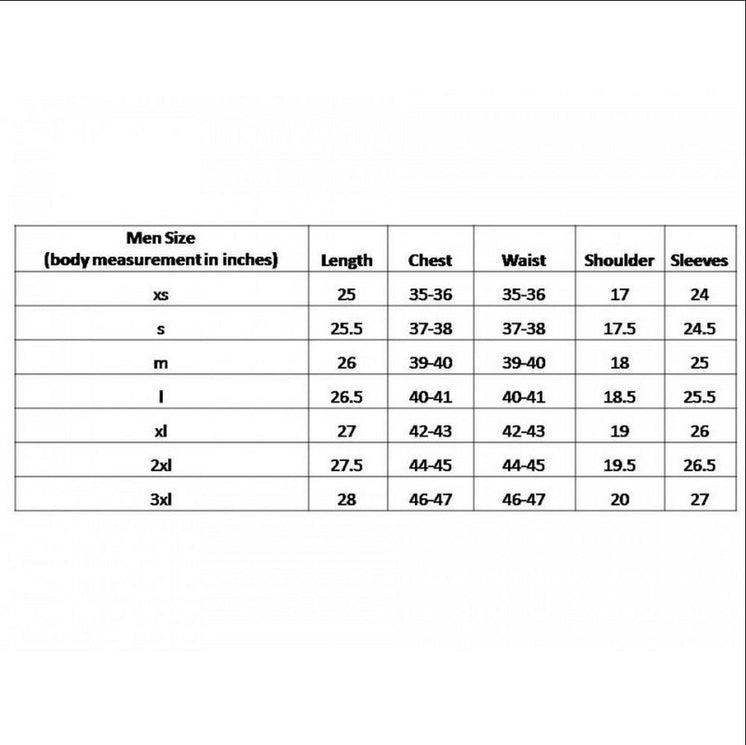 Men Size
(body measurement in inches) Length Chest Waist Shoulder Sleeves
xs 25 35-36 35-36 17 24
s 25.5 37-38 37-38 17.5 24.5
m 26 39-40 39-40 18 25
l 26.5 40-41 40-41 18.5 25.5
xl 27 42-43 42-43 19 26
2xl 27.5 44-45 44-45 19.5 26.5
3xl 28 46-47 46-47 20 27